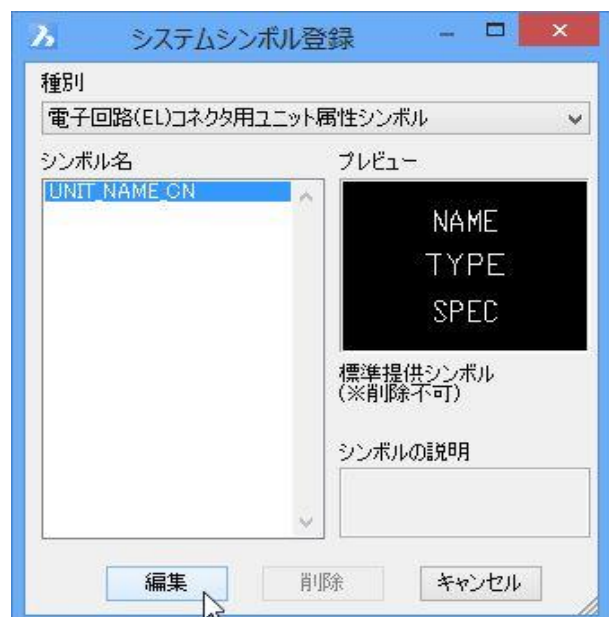 システムシンボル登録
種別
電子回路(EL)コネクタ用ユニット属性シンボル
シンボル名
プレビュー
UNIT_NAME_CN
NAME
TYPE
SPEC
標準提供シンボル
(※削除不可)
シンボルの説明
編集
削除
キャンセル